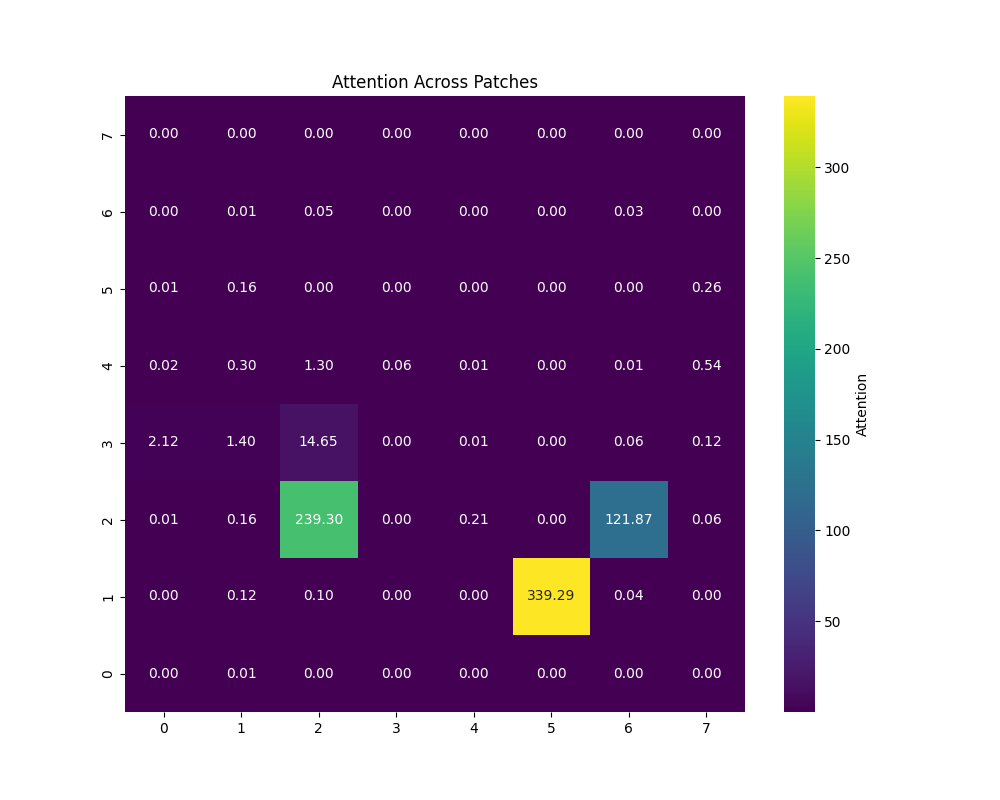 Attention Across Patches
7 0.00 0.00 0.00 0.00 0.00 0.00 0.00 0.00
6 0.00 0.01 0.05 0.00 0.00 0.00 0.03 0.00
5 0.01 0.16 0.00 0.00 0.00 0.00 0.00 0.26
4 0.02 0.30 1.30 0.06 0.01 0.00 0.01 0.54
3 2.12 1.40 14.65 0.00 0.01 0.00 0.06 0.12
2 0.01 0.16 239.30 0.00 0.21 0.00 121.87 0.06
1 0.00 0.12 0.10 0.00 0.00 339.29 0.04 0.00
0 0.00 0.01 0.00 0.00 0.00 0.00 0.00 0.00
0 1 2 3 4 5 6 7
300
250
200
150
100
50
Attention